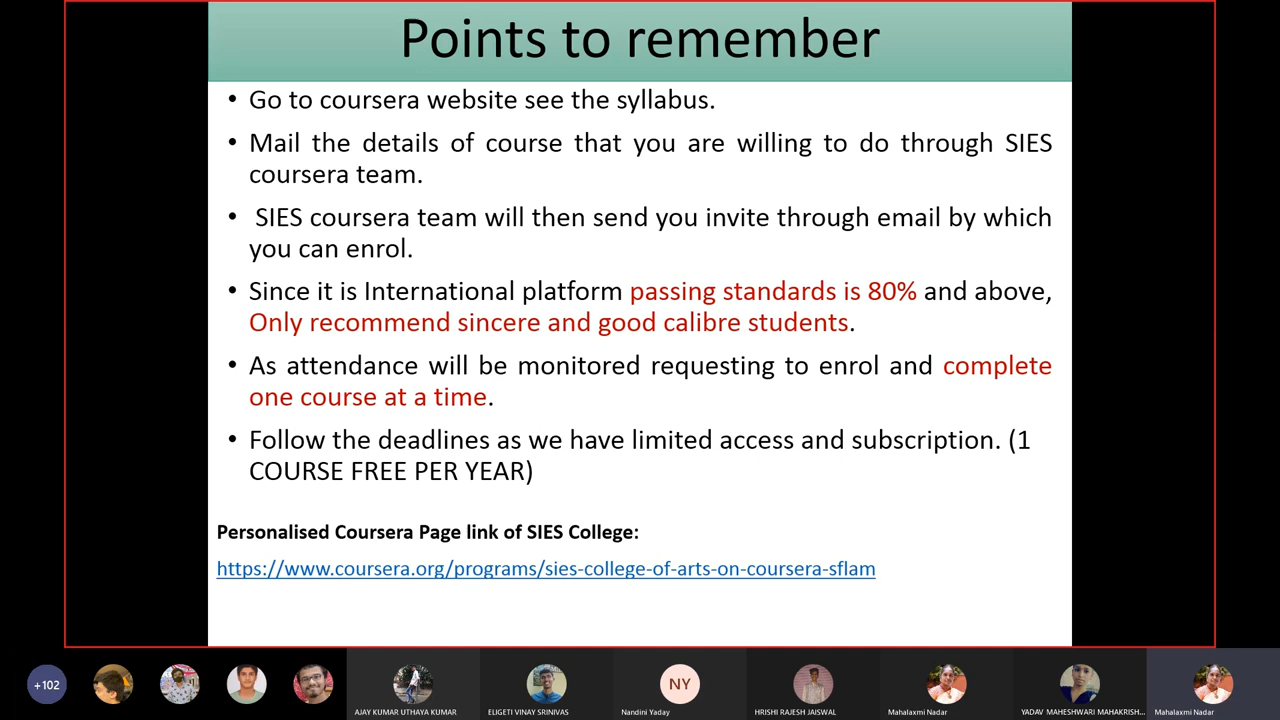 Points to remember
• Go to coursera website see the syllabus.
• Mail the details of course that you are willing to do through SIES
coursera team.
• SIES coursera team will then send you invite through email by which
you can enrol.
• Since it is International platform passing standards is 80% and above,
Only recommend sincere and good calibre students.
• As attendance will be monitored requesting to enrol and complete
one course at a time.
• Follow the deadlines as we have limited access and subscription. (1
COURSE FREE PER YEAR)
Personalised Coursera Page link of SIES College:
https://www.coursera.org/programs/sies-college-of-arts-on-coursera-sflam
+102
NY
AJAY KUMAR UTHAYA KUMAR
ELIGETI VINAY SRINIVAS
Nandini Yadav
HRISHI RAJESH JAISWAL
Mahalaxmi Nadar
YADAV MAHESHWARI MAHAKRISH...
Mahalaxmi Nadar